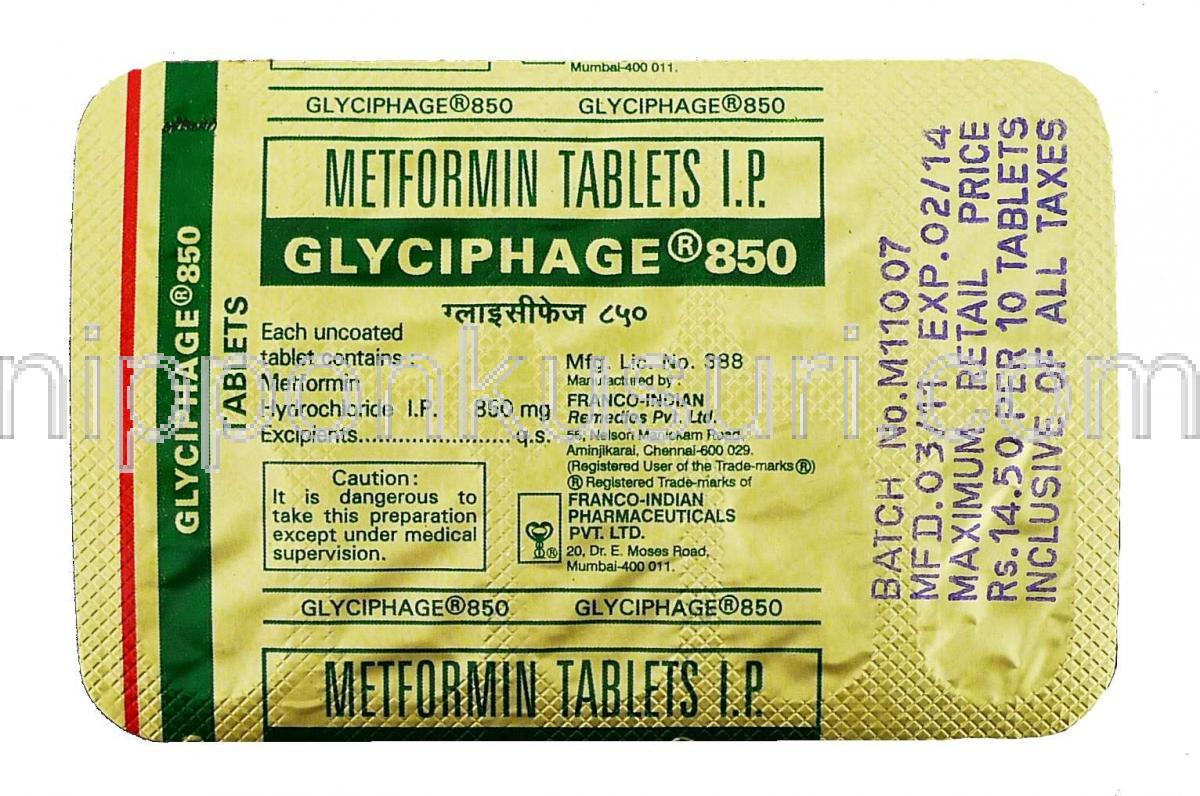 Mumbai-400 011.
GLYCIPHAGE®850 GLYCIPHAGE®850
METFORMIN TABLETS I.P.
GLYCIPHAGE®850
ग्लाइसीफेज ८५०
GLYCIPHAGE®850
TABLETS
Each uncoated
tablet contains :
Metformin
Hydrochloride I.P. 850 mg
Excipients....................q.s.
Caution :
It is dangerous to
take this preparation
except under medical
supervision.
Mfg. Lic. No. 388
Manufactured by :
FRANCO-INDIAN
Remedies Pvt. Ltd.
56, Nelson Manickam Road,
Aminjikarai, Chennai-600 029.
(Registered User of the Trade-marks ®)
® Registered Trade-marks of
FRANCO-INDIAN
PHARMACEUTICALS
PVT. LTD.
20, Dr. E. Moses Road,
Mumbai-400 011.
®
GLYCIPHAGE®850 GLYCIPHAGE®850
METFORMIN TABLETS I.P.
BATCH No.M11007
MFD.03/11 EXP.02/14
MAXIMUM RETAIL PRICE
Rs.14.50 PER 10 TABLETS
INCLUSIVE OF ALL TAXES
nipponkusuri.com